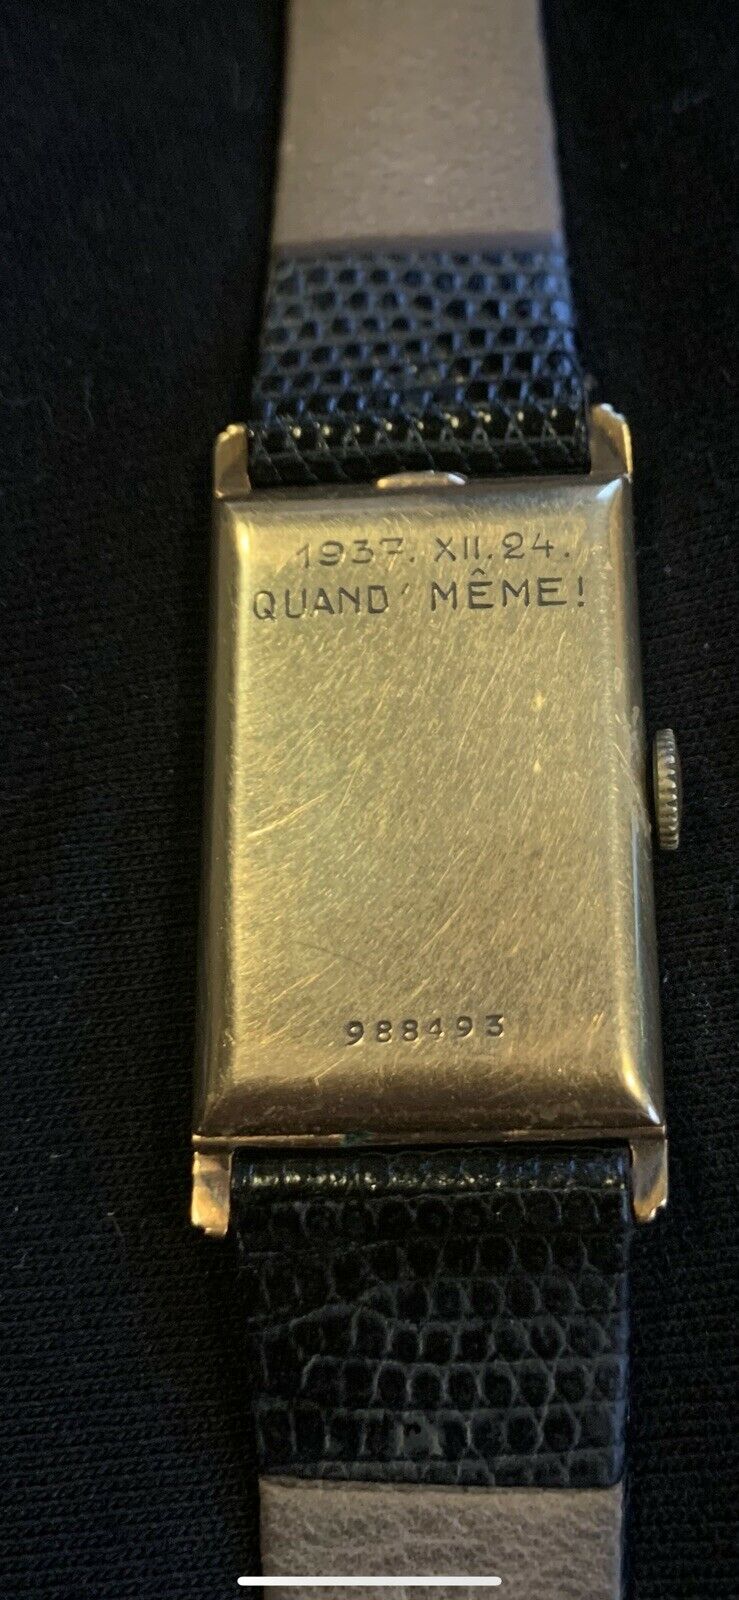 1937. XII. 24.
QUAND' MÊME!
988493